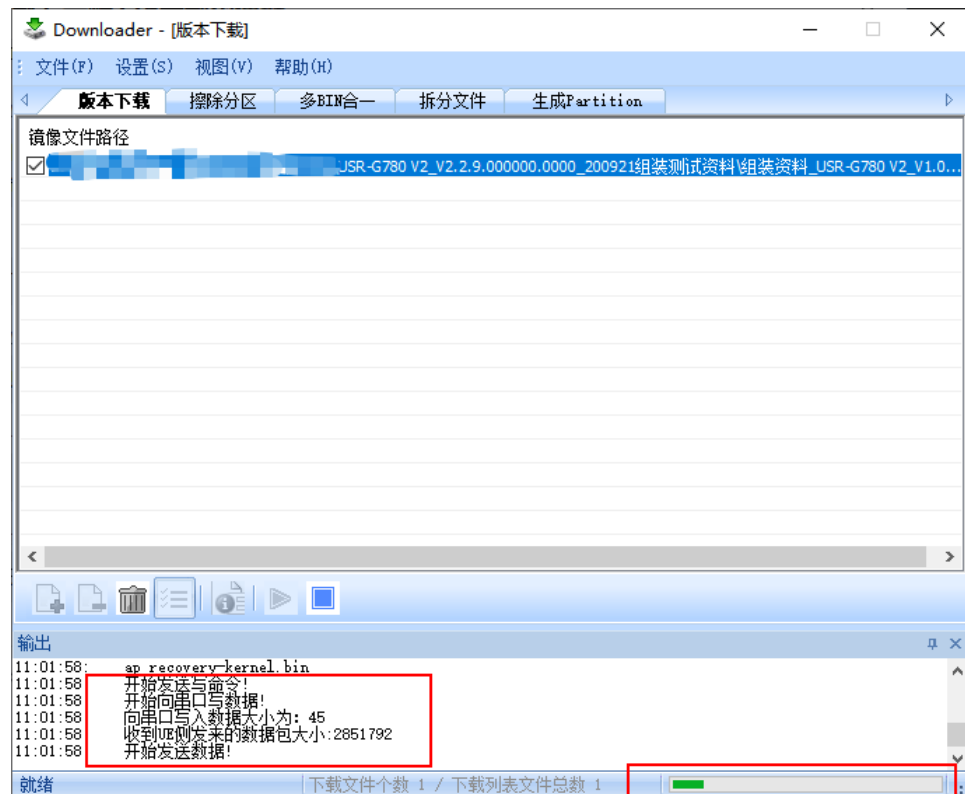 Downloader - [版本下载]
文件(F) 设置(S) 视图(V) 帮助(H)
版本下载 擦除分区 多BIN合一 拆分文件 生成Partition
镜像文件路径
USR-G780 V2_V2.2.9.000000.0000_200921组装测试资料\组装资料_USR-G780 V2_V1.0...
输出
11:01:58: ap recovery-kernel.bin
11:01:58 开始发送写命令!
11:01:58 开始向串口写数据!
11:01:58 向串口写入数据大小为: 45
11:01:58 收到UE侧发来的数据包大小:2851792
11:01:58 开始发送数据!
就绪 下载文件个数 1 / 下载列表文件总数 1